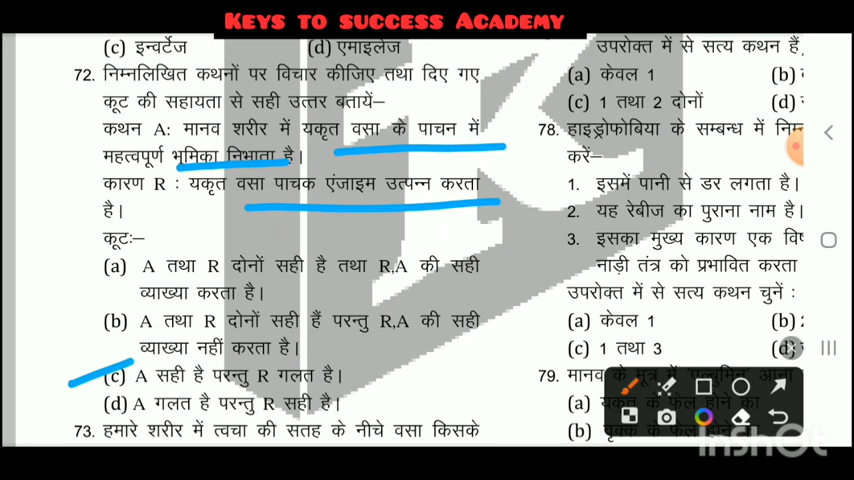 KEYS TO SUCCESS ACADEMY
(c) इन्वर्टेज (d) एमाइलेज
72. निम्नलिखित कथनों पर विचार कीजिए तथा दिए गए
कूट की सहायता से सही उत्तर बतायें–
कथन A: मानव शरीर में यकृत वसा के पाचन में
महत्वपूर्ण भूमिका निभाता है।
कारण R : यकृत वसा पाचक एंजाइम उत्पन्न करता
है।
कूटः–
(a) A तथा R दोनों सही है तथा R,A की सही
व्याख्या करता है।
(b) A तथा R दोनों सही हैं परन्तु R,A की सही
व्याख्या नहीं करता है।
(c) A सही है परन्तु R गलत है।
(d) A गलत है परन्तु R सही है।
73. हमारे शरीर में त्वचा की सतह के नीचे वसा किसके
उपरोक्त में से सत्य कथन हैं
(a) केवल 1 (b)
(c) 1 तथा 2 दोनों (d)
78. हाइड्रोफोबिया के सम्बन्ध में
करें–
1. इसमें पानी से डर लगता है।
2. यह रेबीज का पुराना नाम है।
3. इसका मुख्य कारण एक
नाड़ी तंत्र को प्रभावित करता
उपरोक्त में से सत्य कथन चुनें :
(a) केवल 1 (b)
(c) 1 तथा 3 (d)
79. मानव के मूत्र में एल्बुमिन आना
(a) यकृत के फेल होने का
(b) वृक्क के फेल होने
InShOt